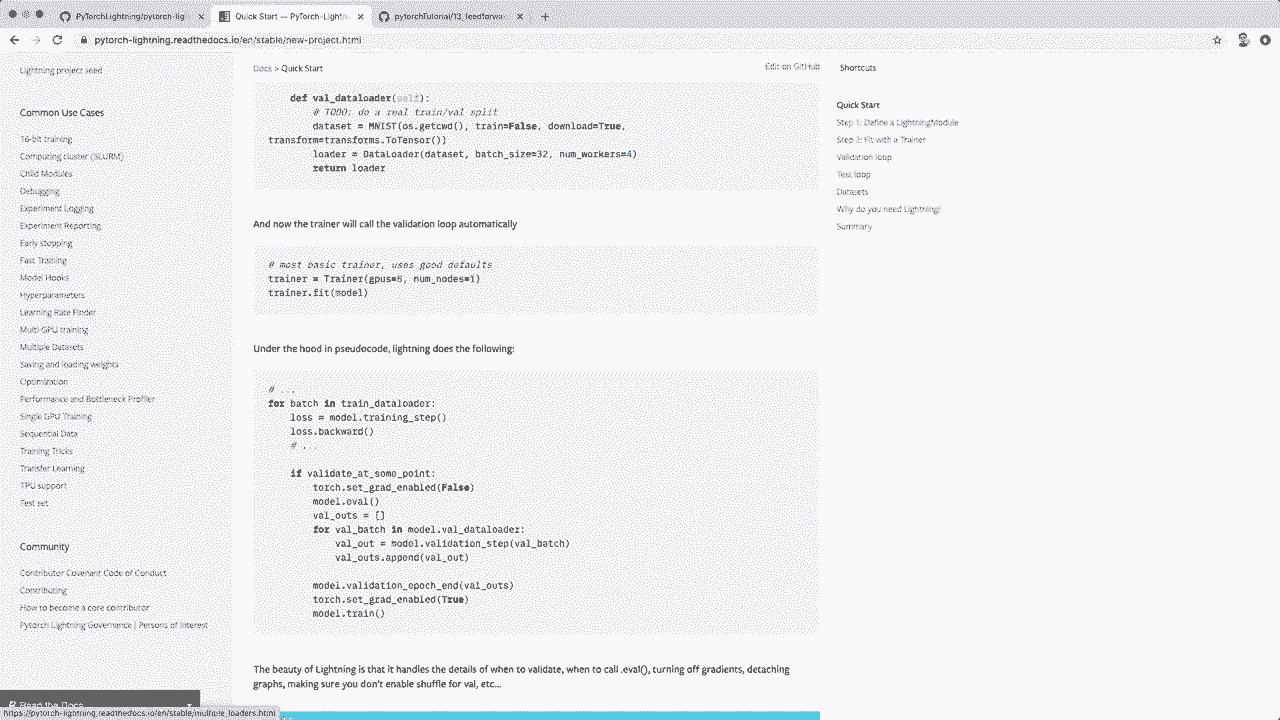 PyTorchLightning/pytorch-lig
Quick Start — PyTorch-Lightn
pytorchTutorial/13_feedforwa
pytorch-lightning.readthedocs.io/en/stable/new-project.html
Lightning project seed
Common Use Cases
16-bit training
Computing cluster (SLURM)
Child Modules
Debugging
Experiment Logging
Experiment Reporting
Early stopping
Fast Training
Model Hooks
Hyperparameters
Learning Rate Finder
Multi-GPU training
Multiple Datasets
Saving and loading weights
Optimization
Performance and Bottleneck Profiler
Single GPU Training
Sequential Data
Training Tricks
Transfer Learning
TPU support
Test set
Community
Contributor Covenant Code of Conduct
Contributing
How to become a core contributor
Pytorch Lightning Governance | Persons of interest
Read the Docs
https://pytorch-lightning.readthedocs.io/en/stable/multiple_loaders.html
Docs > Quick Start
Edit on GitHub
def val_dataloader(self):
# TODO: do a real train/val split
dataset = MNIST(os.getcwd(), train=False, download=True,
transform=transforms.ToTensor())
loader = DataLoader(dataset, batch_size=32, num_workers=4)
return loader
And now the trainer will call the validation loop automatically
# most basic trainer, uses good defaults
trainer = Trainer(gpus=8, num_nodes=1)
trainer.fit(model)
Under the hood in pseudocode, lightning does the following:
# ...
for batch in train_dataloader:
loss = model.training_step()
loss.backward()
# ...
if validate_at_some_point:
torch.set_grad_enabled(False)
model.eval()
val_outs = []
for val_batch in model.val_dataloader:
val_out = model.validation_step(val_batch)
val_outs.append(val_out)
model.validation_epoch_end(val_outs)
torch.set_grad_enabled(True)
model.train()
The beauty of Lightning is that it handles the details of when to validate, when to call .eval(), turning off gradients, detaching
graphs, making sure you don't enable shuffle for val, etc...
Shortcuts
Quick Start
Step 1: Define a LightningModule
Step 2: Fit with a Trainer
Validation loop
Test loop
Datasets
Why do you need Lightning?
Summary